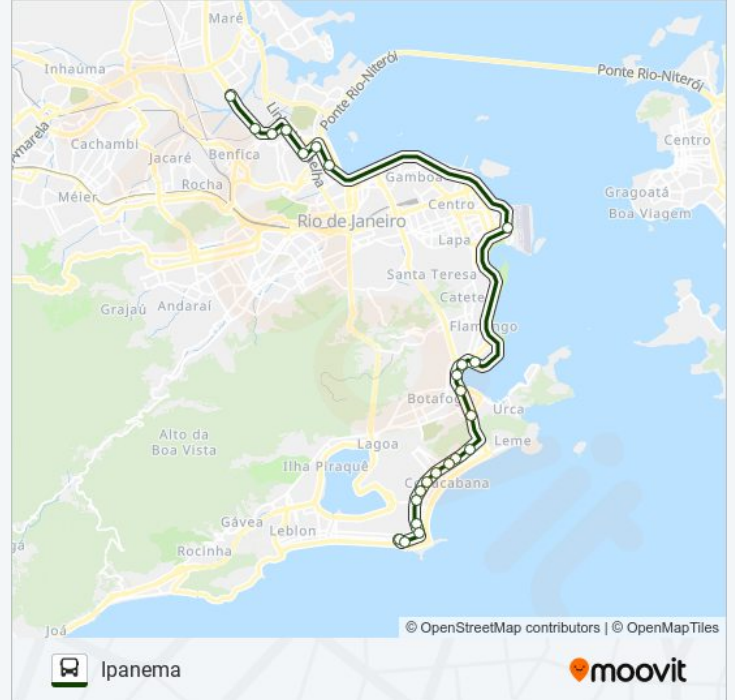 Maré
Inhaúma
Ponte Rio-Niterói
Ponte Rio-Niterói
Amarela
Cachambi
Jacaré
Benfica
Centro
Méier
Rocha
Gamboa
Gragoatá
Boa Viagem
Centro
Rio de Janeiro
Lapa
Santa Teresa
Catete
Grajaú
Andaraí
Flamengo
Botafogo
Urca
Alto da
Boa Vista
Lagoa
Leme
Ilha Piraquê
Copacabana
Gávea
Leblon
Rocinha
Joá
© OpenStreetMap contributors | © OpenMapTiles
Ipanema
moovit